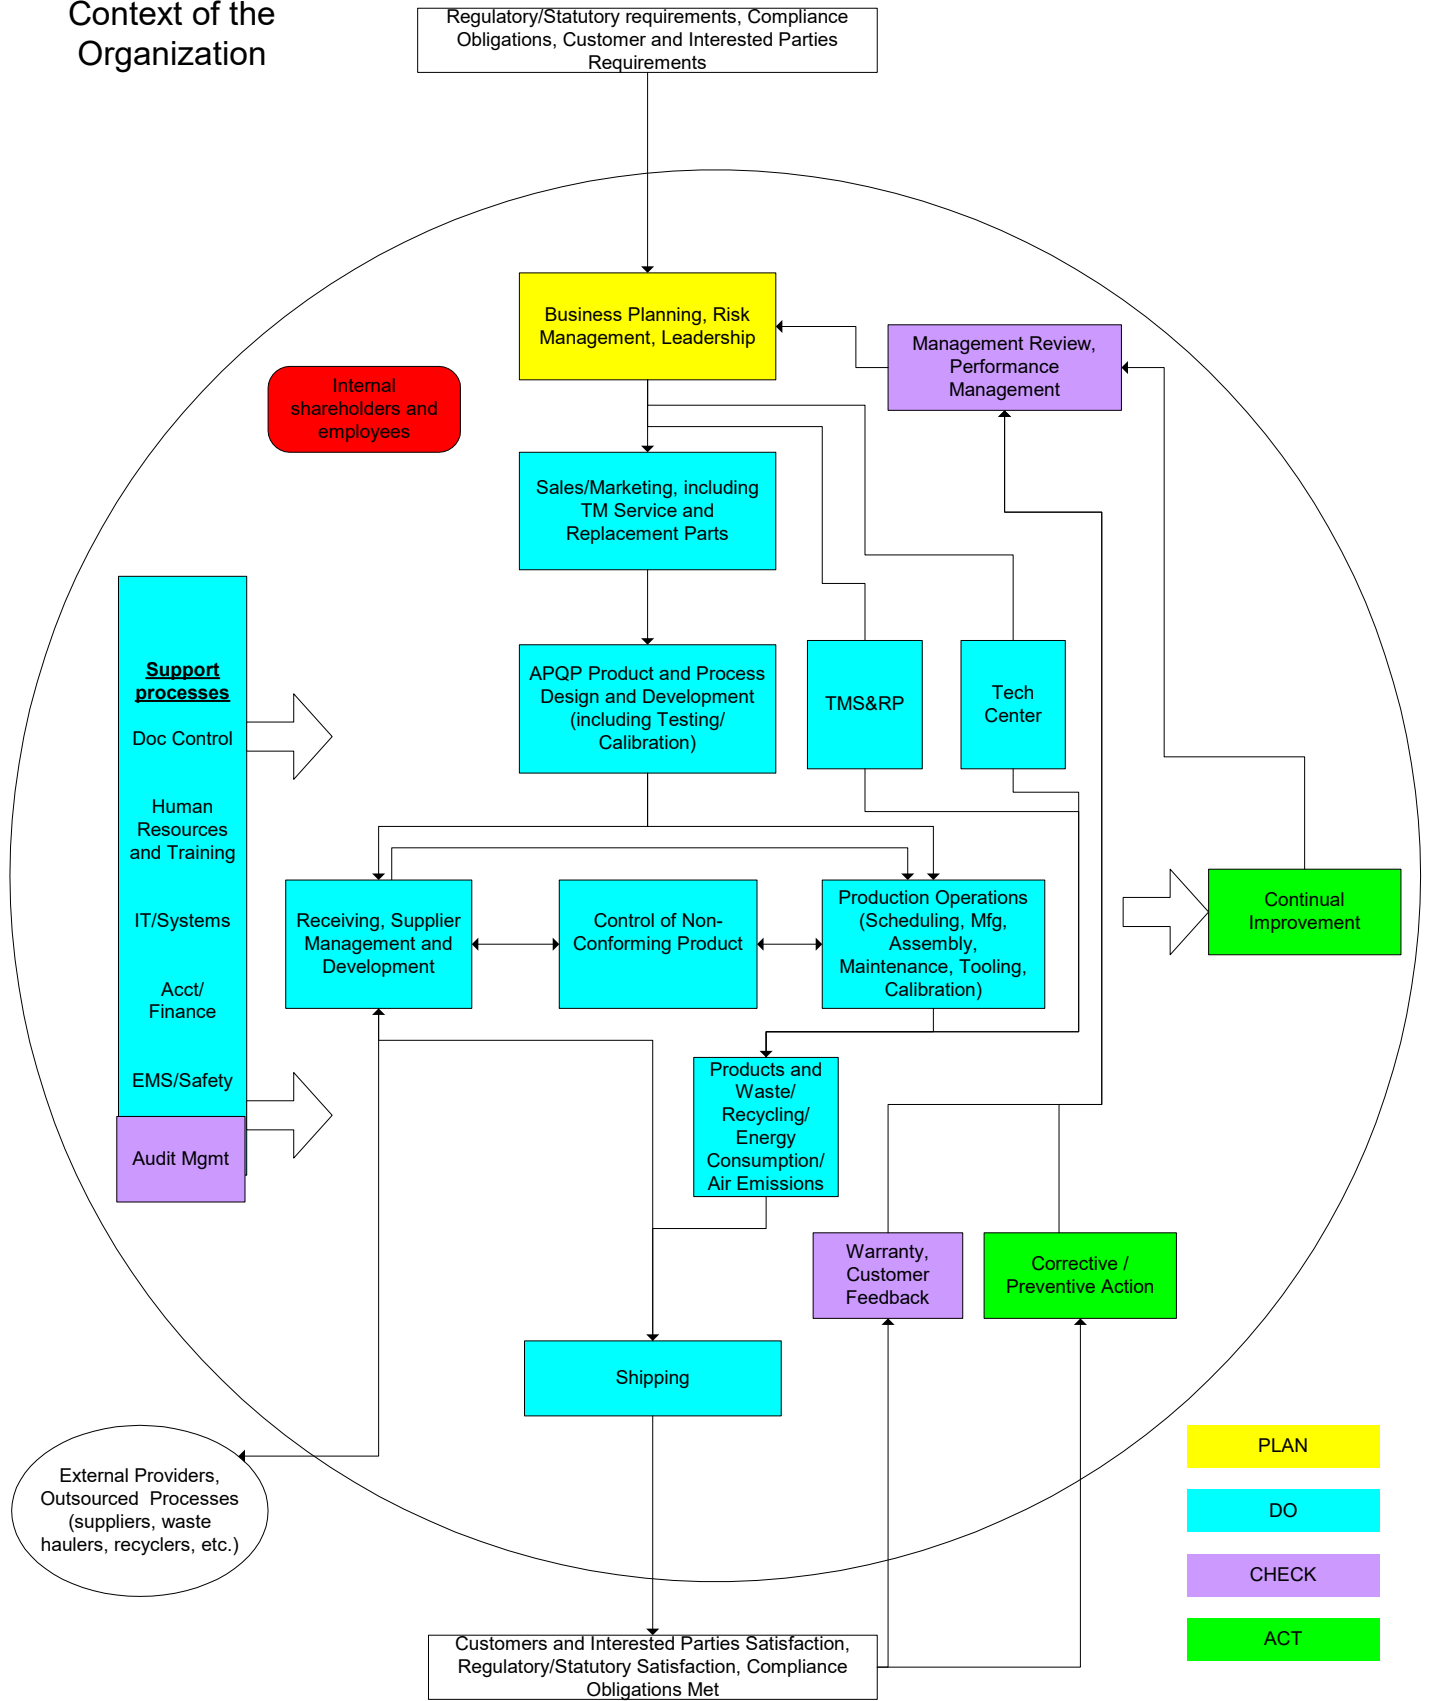 Context of the
Organization
Regulatory/Statutory requirements, Compliance
Obligations, Customer and Interested Parties
Requirements
Business Planning, Risk
Management, Leadership
Management Review,
Performance
Management
Internal
shareholders and
employees
Sales/Marketing, including
TM Service and
Replacement Parts
Support
processes
Doc Control
Human
Resources
and Training
IT/Systems
Acct/
Finance
EMS/Safety
Audit Mgmt
APQP Product and Process
Design and Development
(including Testing/
Calibration)
TMS&RP
Tech
Center
Receiving, Supplier
Management and
Development
Control of Non-
Conforming Product
Production Operations
(Scheduling, Mfg,
Assembly,
Maintenance, Tooling,
Calibration)
Continual
Improvement
Products and
Waste/
Recycling/
Energy
Consumption/
Air Emissions
Warranty,
Customer
Feedback
Corrective /
Preventive Action
Shipping
External Providers,
Outsourced  Processes
(suppliers, waste
haulers, recyclers, etc.)
PLAN
DO
CHECK
ACT
Customers and Interested Parties Satisfaction,
Regulatory/Statutory Satisfaction, Compliance
Obligations Met